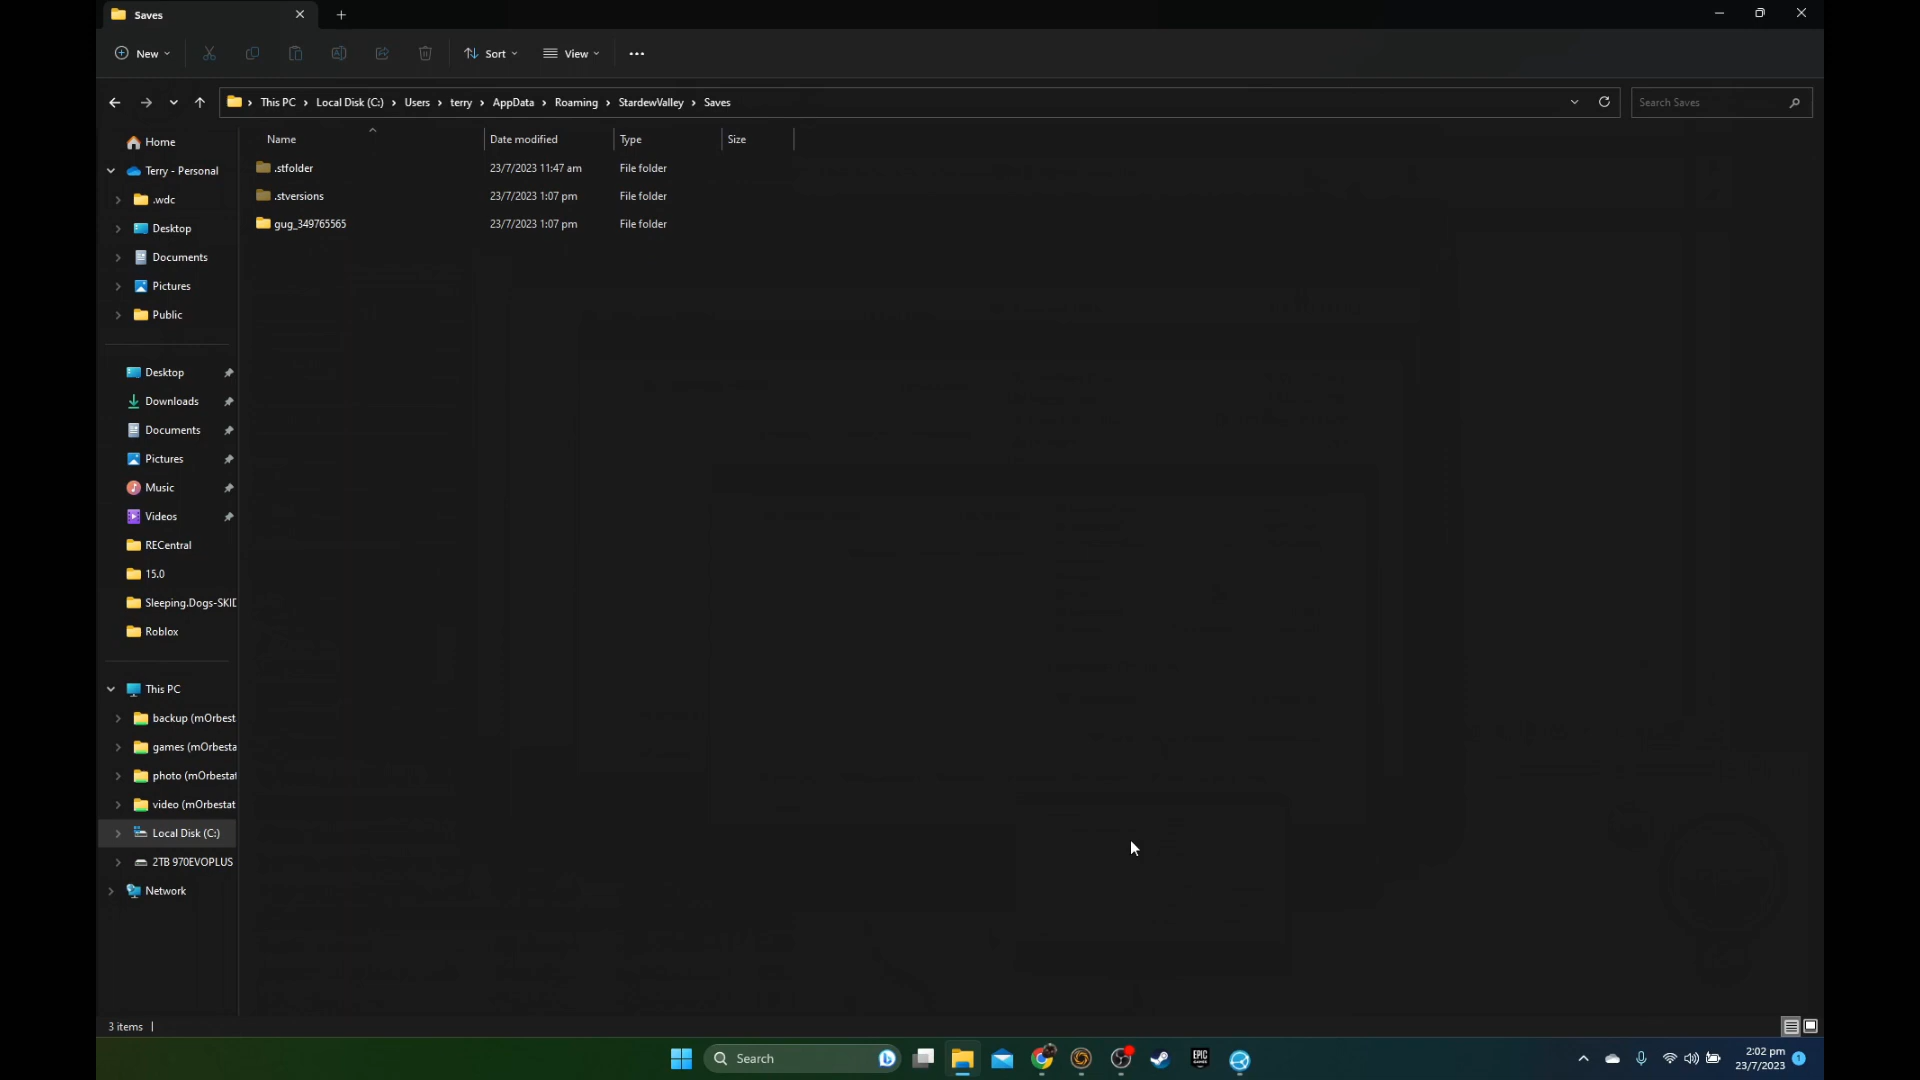 Saves
New
Sort
View
This PC > Local Disk (C:) > Users > terry > AppData > Roaming > StardewValley > Saves
Search Saves
Name Date modified Type Size
.stfolder 23/7/2023 11:47 am File folder
.stversions 23/7/2023 1:07 pm File folder
gug_349765565 23/7/2023 1:07 pm File folder
Home
Terry - Personal
.wdc
Desktop
Documents
Pictures
Public
Desktop
Downloads
Documents
Pictures
Music
Videos
RECentral
15.0
Sleeping.Dogs-SKID
Roblox
This PC
backup (mOrbest
games (mOrbesta
photo (mOrbestat
video (mOrbestat
Local Disk (C:)
2TB 970EVOPLUS
Network
3 items
Search
EPIC
GAMES
2:02 pm
23/7/2023
1